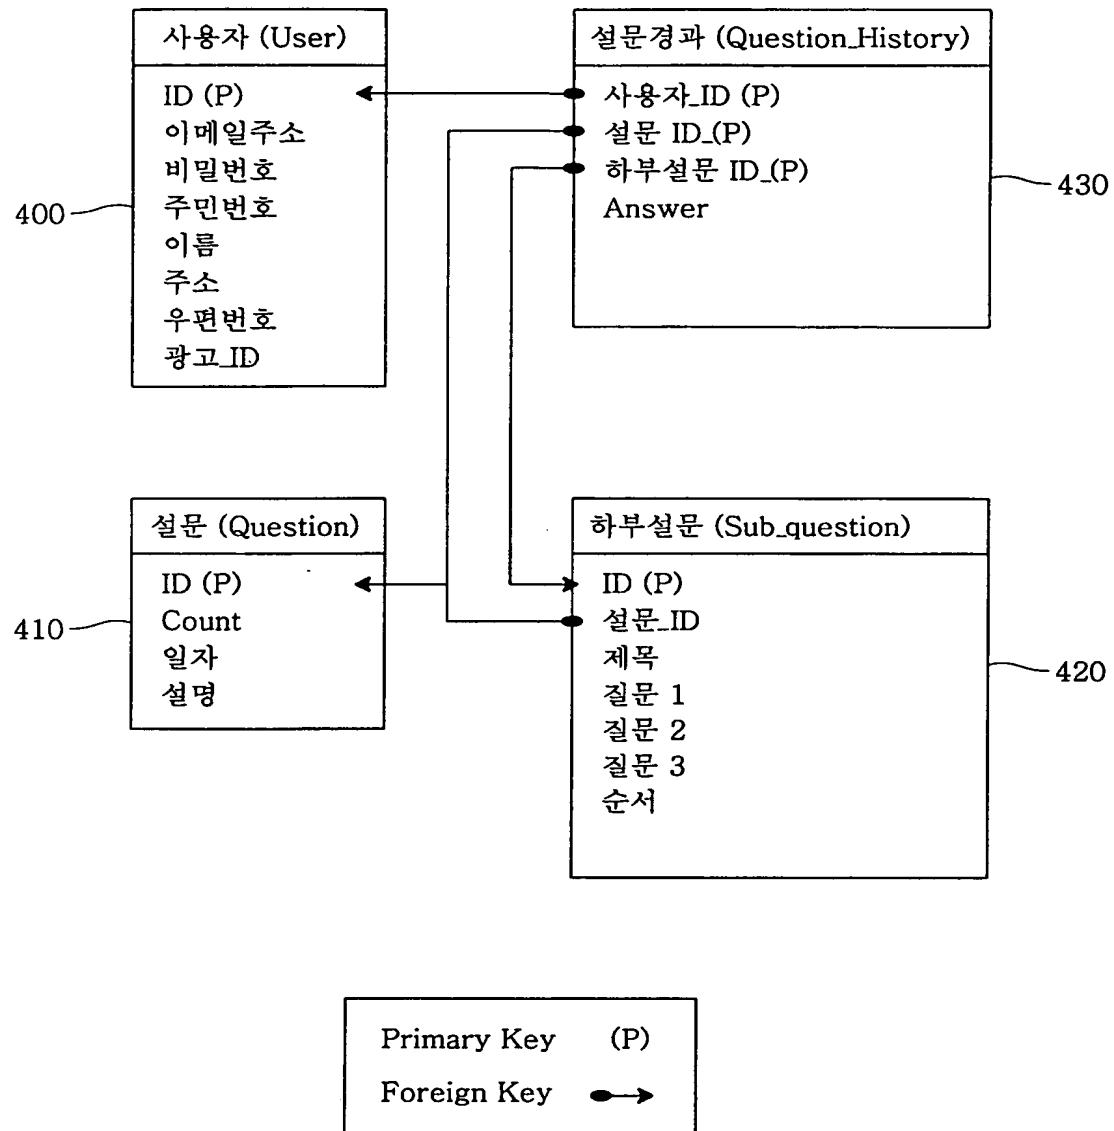 사용자 (User)
ID (P)
이메일주소
비밀번호
주민번호
이름
주소
우편번호
광고_ID
400
설문경과 (Question_History)
사용자_ID (P)
설문 ID_(P)
하부설문 ID_(P)
Answer
430
설문 (Question)
ID (P)
Count
일자
설명
410
하부설문 (Sub_question)
ID (P)
설문_ID
제목
질문 1
질문 2
질문 3
순서
420
Primary Key (P)
Foreign Key